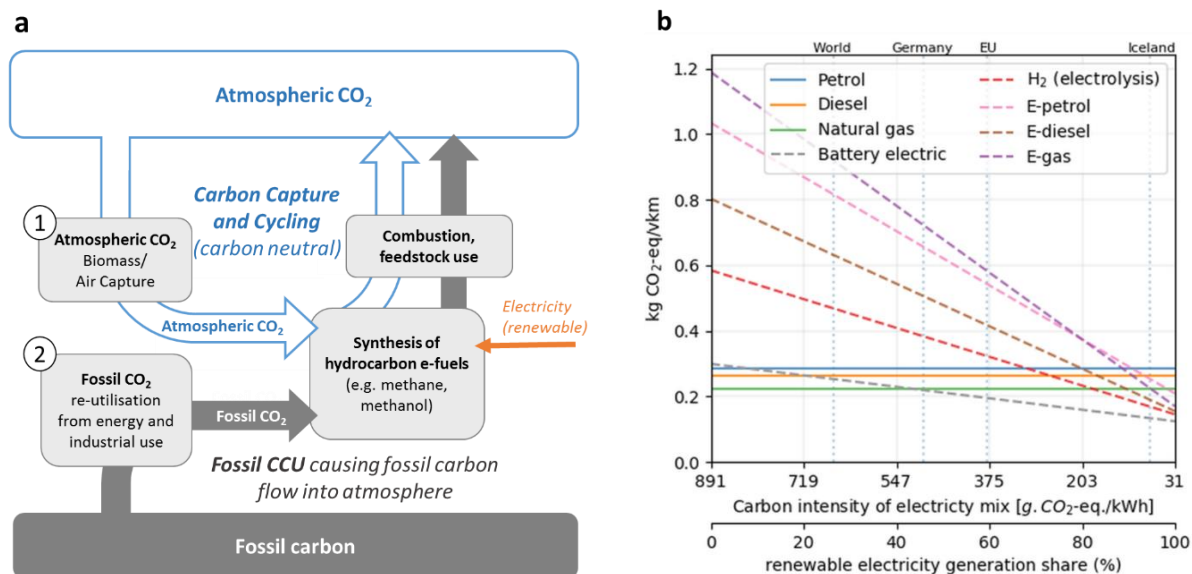 a
Atmospheric CO₂
Carbon Capture
and Cycling
(carbon neutral)
1
Atmospheric CO₂
Biomass/
Air Capture
Combustion,
feedstock use
Atmospheric CO₂
Electricity
(renewable)
Synthesis of
hydrocarbon e-fuels
(e.g. methane,
methanol)
2
Fossil CO₂
re-utilisation
from energy and
industrial use
Fossil CO₂
Fossil CCU causing fossil carbon
flow into atmosphere
Fossil carbon
b
World Germany EU Iceland
Petrol
Diesel
Natural gas
Battery electric
H₂ (electrolysis)
E-petrol
E-diesel
E-gas
kg CO₂-eq/vkm
1.2
1.0
0.8
0.6
0.4
0.2
0.0
891 719 547 375 203 31
Carbon intensity of electricty mix [g. CO₂-eq./kWh]
0 20 40 60 80 100
renewable electricity generation share (%)